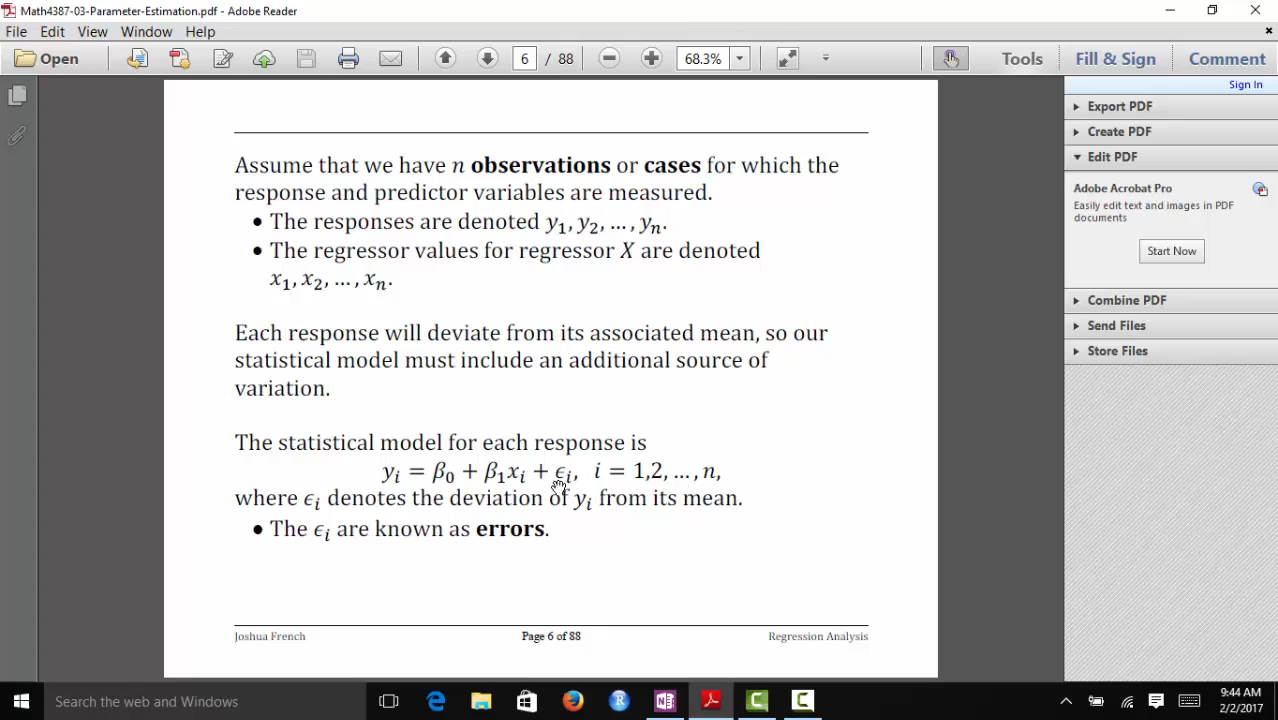 Math4387-03-Parameter-Estimation.pdf - Adobe Reader
File Edit View Window Help
Open 6 / 88 68.3% Tools Fill & Sign Comment
Sign In
Export PDF
Create PDF
Edit PDF
Adobe Acrobat Pro
Easily edit text and images in PDF
documents
Start Now
Combine PDF
Send Files
Store Files
Assume that we have n observations or cases for which the
response and predictor variables are measured.
• The responses are denoted y₁, y₂, … , yₙ.
• The regressor values for regressor X are denoted
x₁, x₂, … , xₙ.
Each response will deviate from its associated mean, so our
statistical model must include an additional source of
variation.
The statistical model for each response is
yᵢ = β₀ + β₁xᵢ + ϵᵢ, i = 1,2, … , n,
where ϵᵢ denotes the deviation of yᵢ from its mean.
• The ϵᵢ are known as errors.
Joshua French Page 6 of 88 Regression Analysis
Search the web and Windows
9:44 AM
2/2/2017